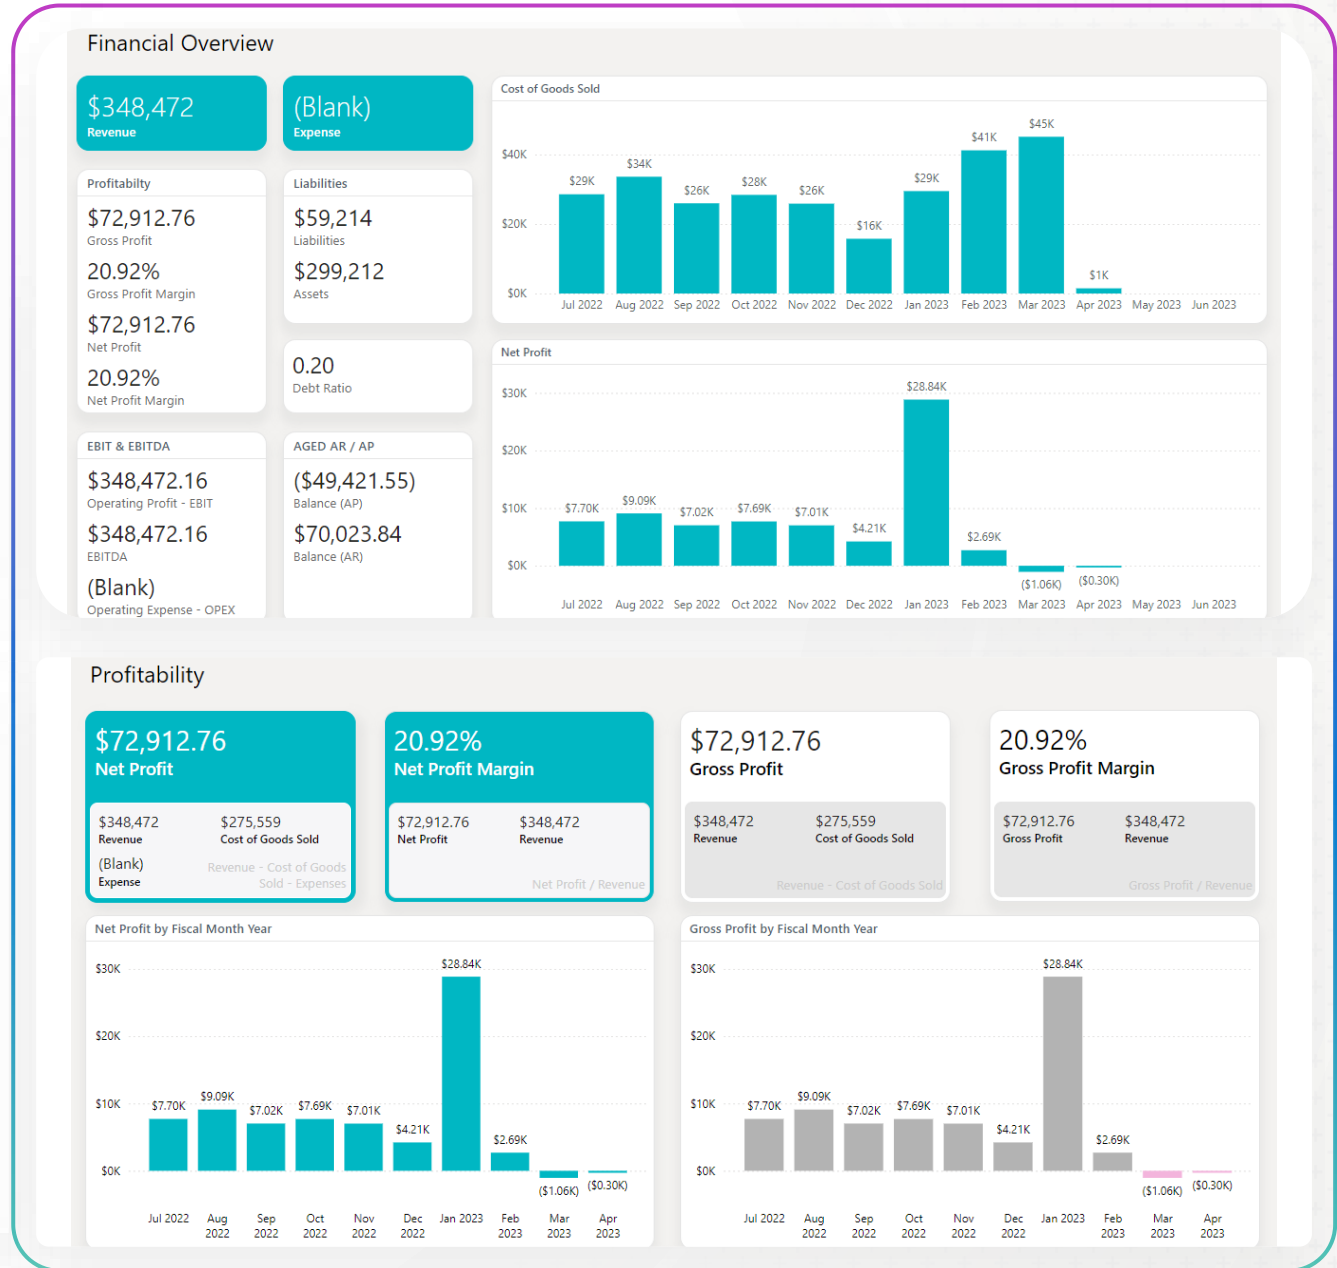 Financial Overview
$348,472
Revenue
(Blank)
Expense
Profitabilty
$72,912.76
Gross Profit
20.92%
Gross Profit Margin
$72,912.76
Net Profit
20.92%
Net Profit Margin
Liabilities
$59,214
Liabilities
$299,212
Assets
0.20
Debt Ratio
EBIT & EBITDA
$348,472.16
Operating Profit - EBIT
$348,472.16
EBITDA
(Blank)
Operating Expense - OPEX
AGED AR / AP
($49,421.55)
Balance (AP)
$70,023.84
Balance (AR)
Cost of Goods Sold
$40K
$20K
$0K
$29K
$34K
$26K
$28K
$26K
$16K
$29K
$41K
$45K
$1K
Jul 2022 Aug 2022 Sep 2022 Oct 2022 Nov 2022 Dec 2022 Jan 2023 Feb 2023 Mar 2023 Apr 2023 May 2023 Jun 2023
Net Profit
$30K
$20K
$10K
$0K
$7.70K
$9.09K
$7.02K
$7.69K
$7.01K
$4.21K
$28.84K
$2.69K
($1.06K)
($0.30K)
Jul 2022 Aug 2022 Sep 2022 Oct 2022 Nov 2022 Dec 2022 Jan 2023 Feb 2023 Mar 2023 Apr 2023 May 2023 Jun 2023
Profitability
$72,912.76
Net Profit
$348,472
Revenue
$275,559
Cost of Goods Sold
(Blank)
Expense
Revenue - Cost of Goods
Sold - Expenses
20.92%
Net Profit Margin
$72,912.76
Net Profit
$348,472
Revenue
Net Profit / Revenue
$72,912.76
Gross Profit
$348,472
Revenue
$275,559
Cost of Goods Sold
Revenue - Cost of Goods Sold
20.92%
Gross Profit Margin
$72,912.76
Gross Profit
$348,472
Revenue
Gross Profit / Revenue
Net Profit by Fiscal Month Year
$30K
$20K
$10K
$0K
$7.70K
$9.09K
$7.02K
$7.69K
$7.01K
$4.21K
$28.84K
$2.69K
($1.06K)
($0.30K)
Jul 2022 Aug Sep Oct Nov Dec Jan 2023 Feb Mar Apr
2022 2022 2022 2022 2022 2023 2023 2023
Gross Profit by Fiscal Month Year
$30K
$20K
$10K
$0K
$7.70K
$9.09K
$7.02K
$7.69K
$7.01K
$4.21K
$28.84K
$2.69K
($1.06K)
($0.30K)
Jul 2022 Aug Sep Oct Nov Dec Jan 2023 Feb Mar Apr
2022 2022 2022 2022 2022 2023 2023 2023